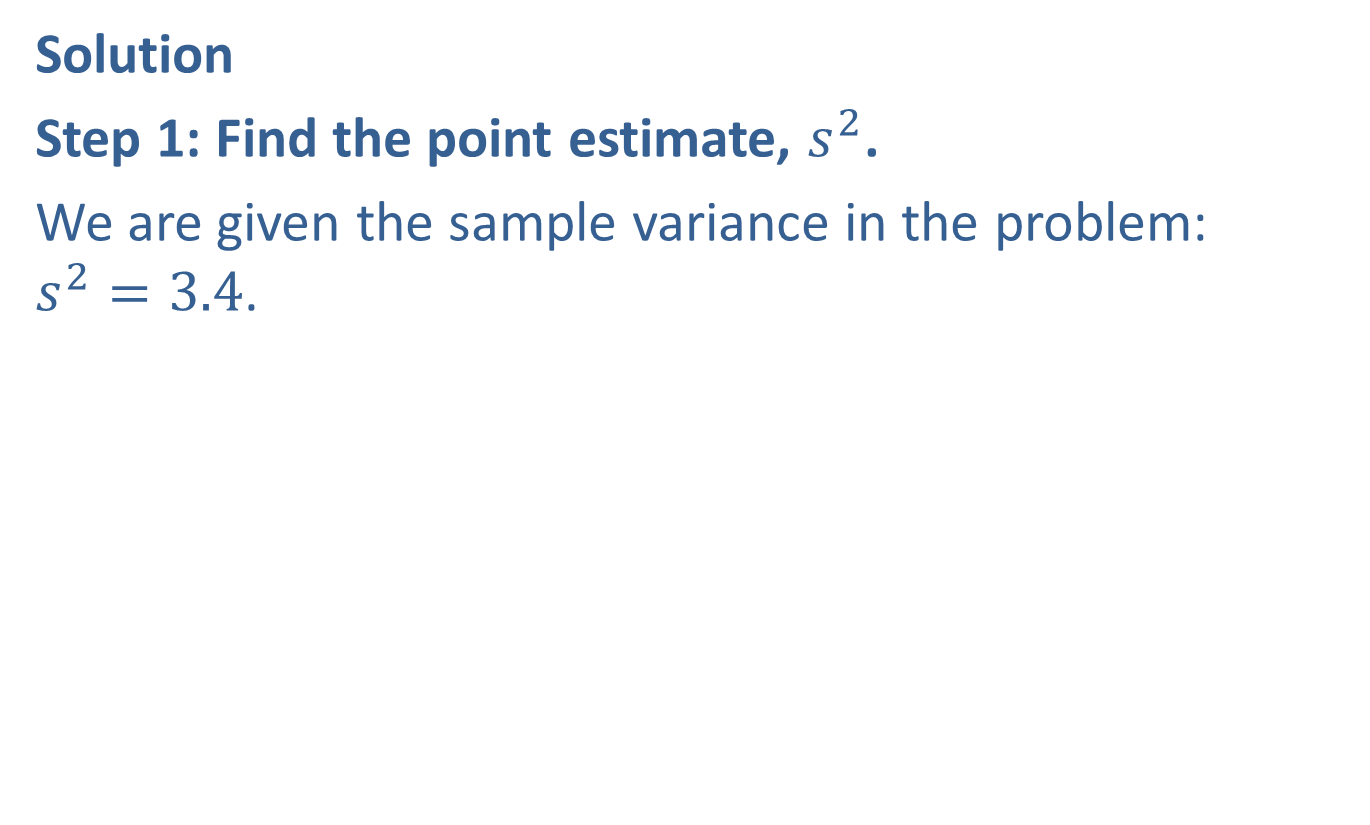 Solution
Step 1: Find the point estimate, s².
We are given the sample variance in the problem:
s² = 3.4.